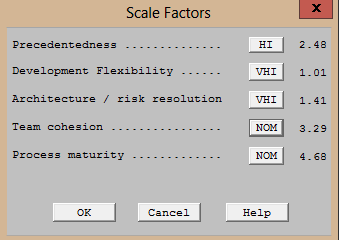 Scale Factors
x
Precedentedness ............. HI 2.48
Development Flexibility ...... VHI 1.01
Architecture / risk resolution VHI 1.41
Team cohesion ............... NOM 3.29
Process maturity ............. NOM 4.68
OK Cancel Help